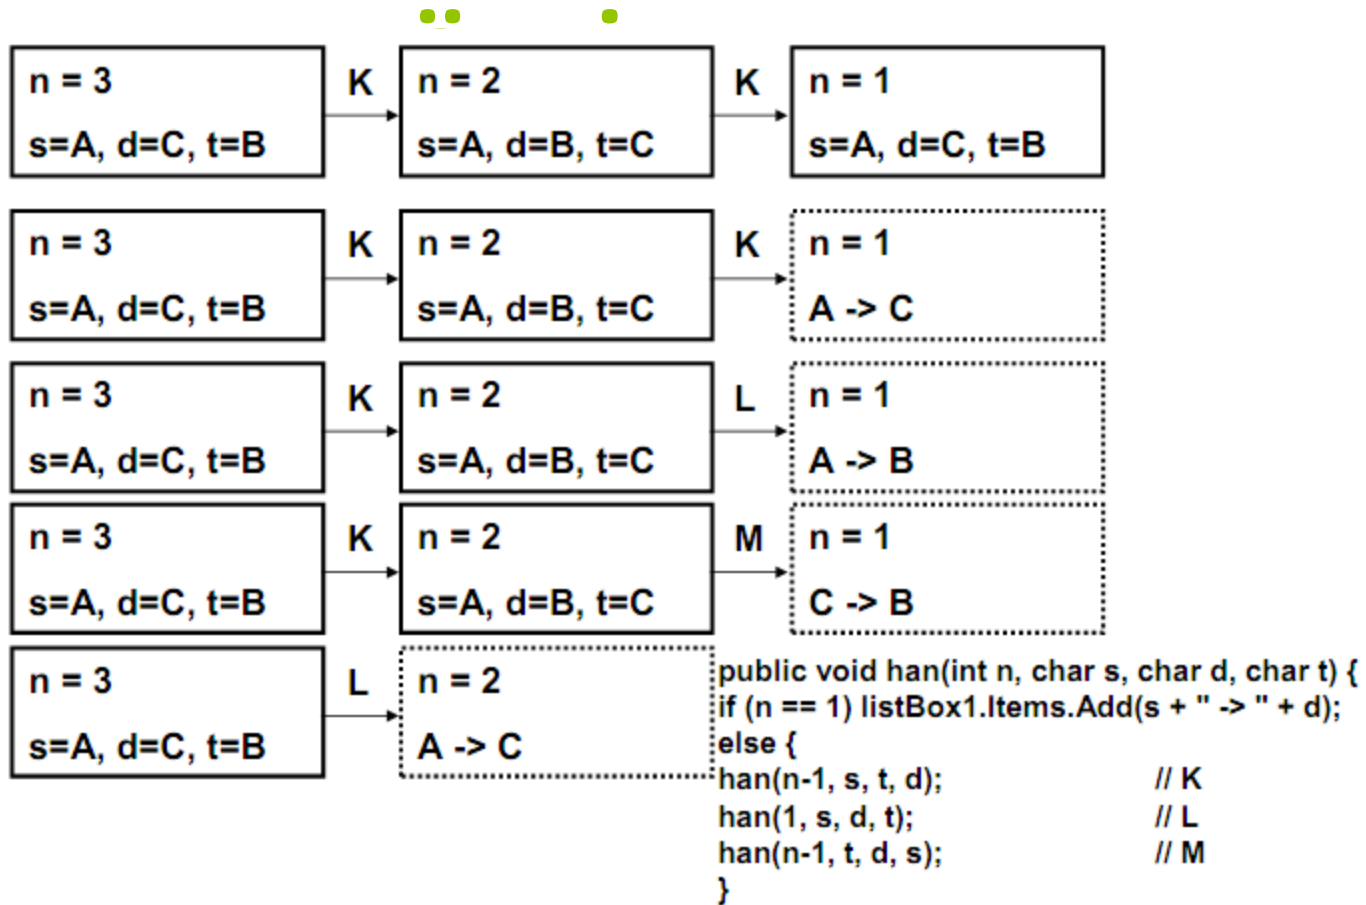 n = 3 K n = 2 K n = 1
s=A, d=C, t=B s=A, d=B, t=C s=A, d=C, t=B
n = 3 K n = 2 K n = 1
s=A, d=C, t=B s=A, d=B, t=C A -> C
n = 3 K n = 2 L n = 1
s=A, d=C, t=B s=A, d=B, t=C A -> B
n = 3 K n = 2 M n = 1
s=A, d=C, t=B s=A, d=B, t=C C -> B
n = 3 L n = 2
s=A, d=C, t=B A -> C
public void han(int n, char s, char d, char t) {
if (n == 1) listBox1.Items.Add(s + " -> " + d);
else {
han(n-1, s, t, d); // K
han(1, s, d, t); // L
han(n-1, t, d, s); // M
}